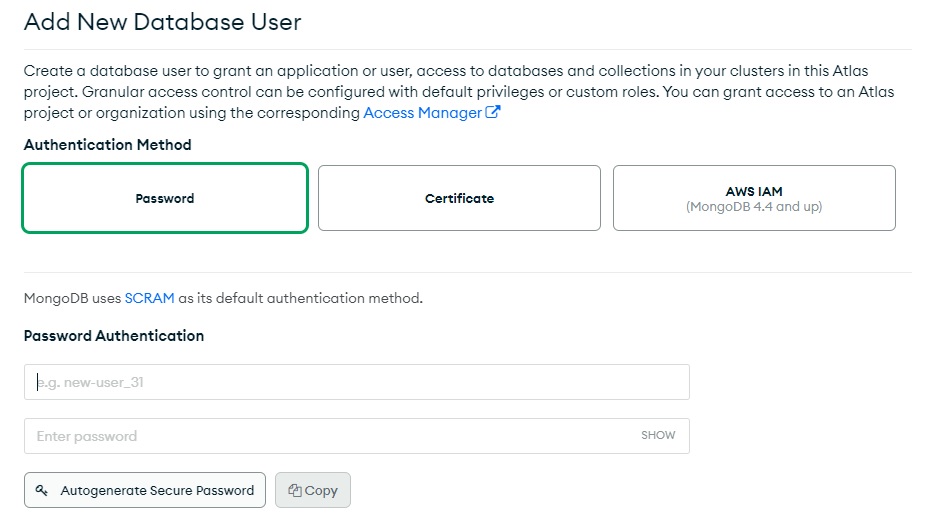 Add New Database User
Create a database user to grant an application or user, access to databases and collections in your clusters in this Atlas
project. Granular access control can be configured with default privileges or custom roles. You can grant access to an Atlas
project or organization using the corresponding Access Manager
Authentication Method
Password
Certificate
AWS IAM
(MongoDB 4.4 and up)
MongoDB uses SCRAM as its default authentication method.
Password Authentication
e.g. new-user_31
Enter password SHOW
Autogenerate Secure Password Copy